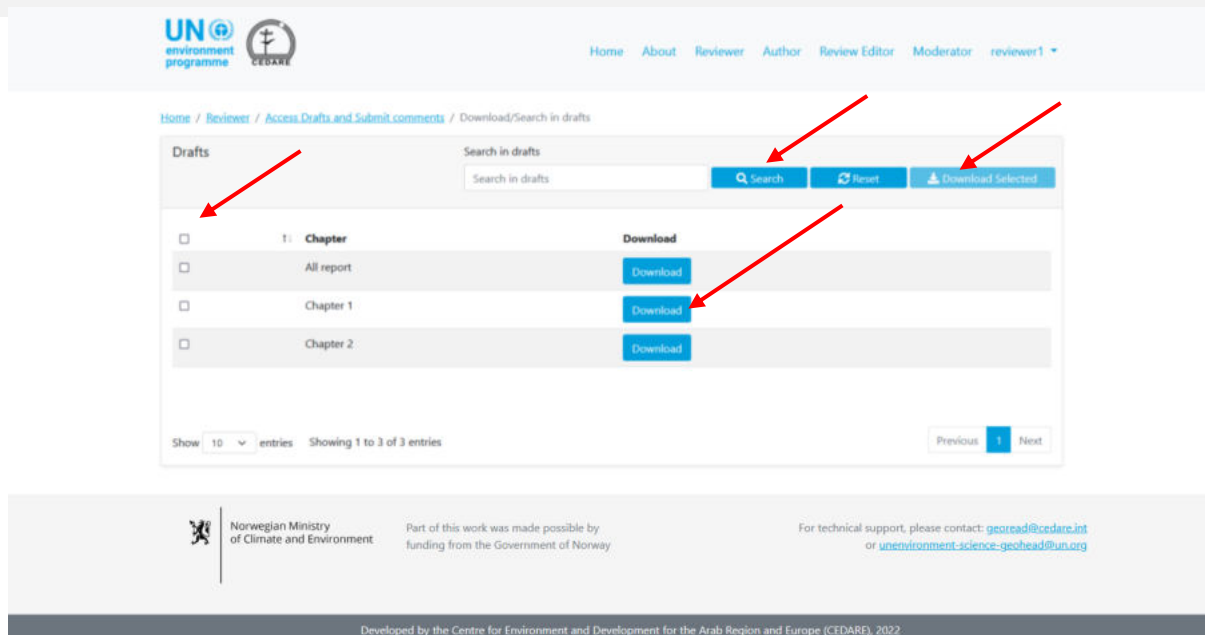 UN
environment
programme
CEDARE
Home About Reviewer Author Review Editor Moderator reviewer1
Home / Reviewer / Access Drafts and Submit comments / Download/Search in drafts
Drafts
Search in drafts
Search in drafts Search Reset Download Selected
Chapter Download
All report Download
Chapter 1 Download
Chapter 2 Download
Show 10 entries Showing 1 to 3 of 3 entries Previous 1 Next
Norwegian Ministry
of Climate and Environment
Part of this work was made possible by
funding from the Government of Norway
For technical support, please contact: georead@cedare.int
or unenvironment-science-geohead@un.org
Developed by the Centre for Environment and Development for the Arab Region and Europe (CEDARE), 2022